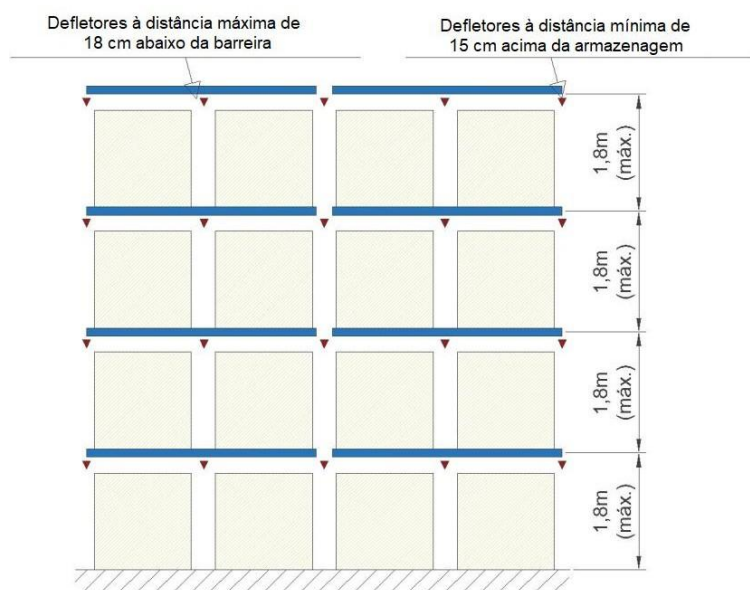 Defletores à distância máxima de
18 cm abaixo da barreira
Defletores à distância mínima de
15 cm acima da armazenagem
1,8m
(máx.)
1,8m
(máx.)
1,8m
(máx.)
1,8m
(máx.)